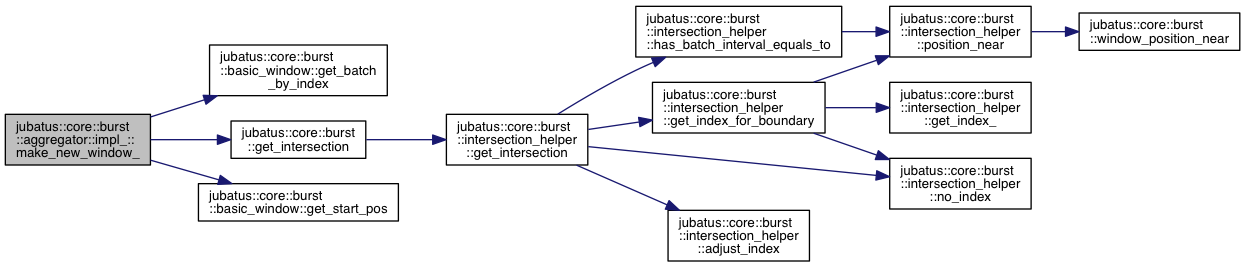 jubatus::core::burst
::aggregator::impl_::
make_new_window_
jubatus::core::burst
::basic_window::get_batch
_by_index
jubatus::core::burst
::get_intersection
jubatus::core::burst
::basic_window::get_start_pos
jubatus::core::burst
::intersection_helper
::get_intersection
jubatus::core::burst
::intersection_helper
::has_batch_interval_equals_to
jubatus::core::burst
::intersection_helper
::get_index_for_boundary
jubatus::core::burst
::intersection_helper
::adjust_index
jubatus::core::burst
::intersection_helper
::position_near
jubatus::core::burst
::intersection_helper
::get_index_
jubatus::core::burst
::intersection_helper
::no_index
jubatus::core::burst
::window_position_near